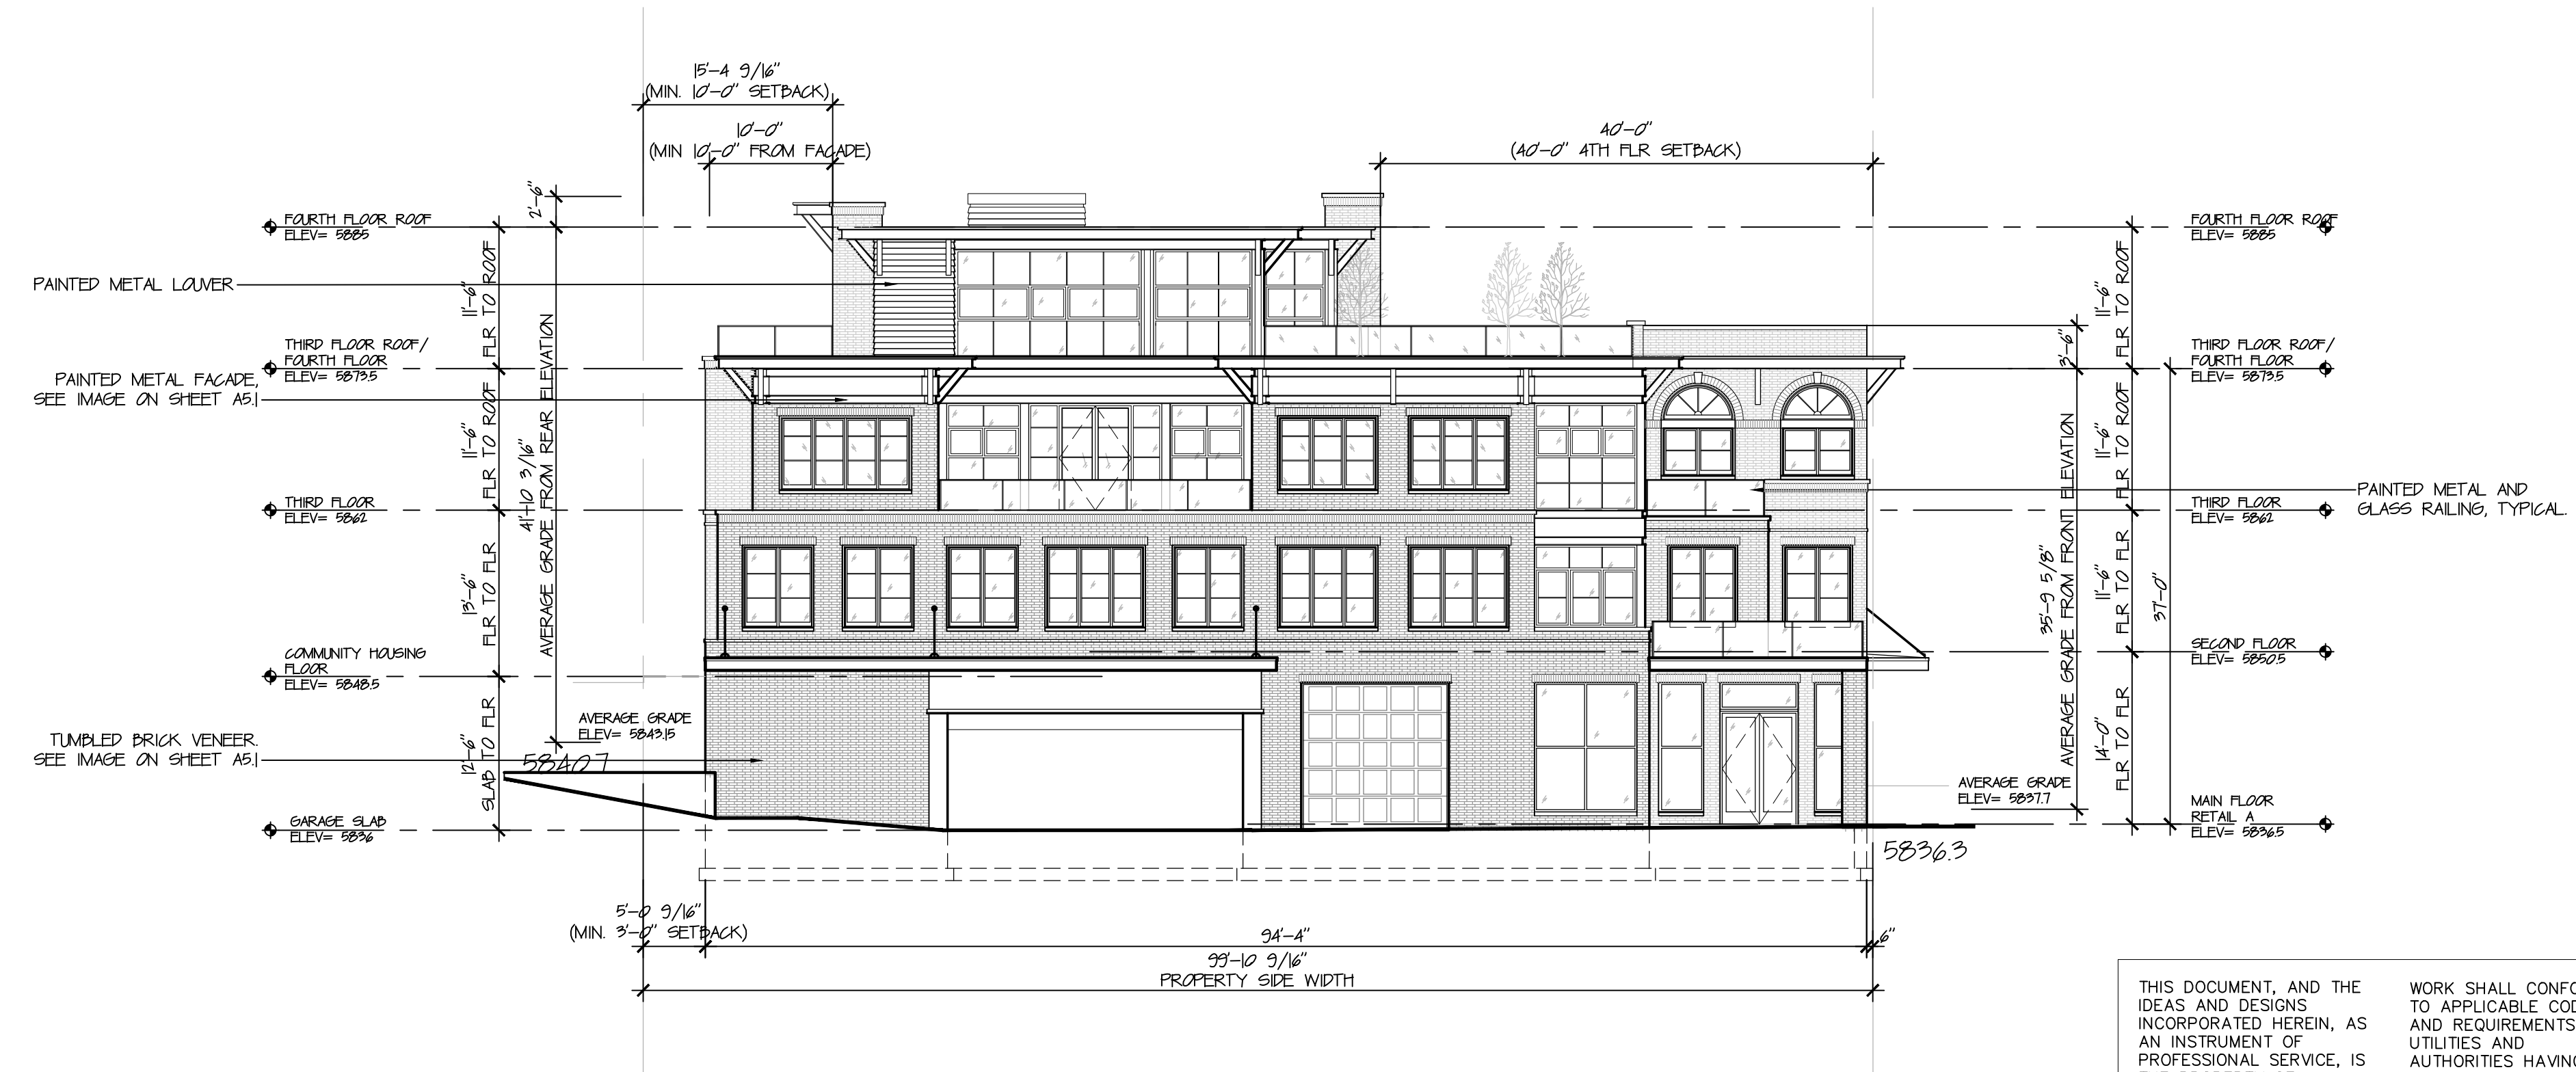 15'-4 9/16"
(MIN. 10'-0" SETBACK)
10'-0"
(MIN 10'-0" FROM FACADE)
40'-0"
(40'-0" 4TH FLR SETBACK)
2'-6"
FOURTH FLOOR ROOF
ELEV= 5885
PAINTED METAL LOUVER
11'-6"
FLR TO ROOF
THIRD FLOOR ROOF/
FOURTH FLOOR
ELEV= 5873.5
PAINTED METAL FACADE,
SEE IMAGE ON SHEET A5.1
11'-6"
FLR TO ROOF
41'-10 3/16"
AVERAGE GRADE FROM REAR ELEVATION
THIRD FLOOR
ELEV= 5862
13'-6"
FLR TO FLR
COMMUNITY HOUSING
FLOOR
ELEV= 5848.5
12'-6"
SLAB TO FLR
AVERAGE GRADE
ELEV= 5843.15
TUMBLED BRICK VENEER.
SEE IMAGE ON SHEET A5.1
5840.7
GARAGE SLAB
ELEV= 5836
FOURTH FLOOR ROOF
ELEV= 5885
11'-6"
FLR TO ROOF
3'-6"
THIRD FLOOR ROOF/
FOURTH FLOOR
ELEV= 5873.5
11'-6"
FLR TO ROOF
PAINTED METAL AND
GLASS RAILING, TYPICAL.
THIRD FLOOR
ELEV= 5862
35'-9 5/8"
AVERAGE GRADE FROM FRONT ELEVATION
11'-6"
FLR TO FLR
37'-0"
SECOND FLOOR
ELEV= 5850.5
14'-0"
FLR TO FLR
AVERAGE GRADE
ELEV= 5837.7
MAIN FLOOR
RETAIL A
ELEV= 5836.5
5836.3
5'-0 9/16"
(MIN. 3'-0" SETBACK)
94'-4"
6"
99'-10 9/16"
PROPERTY SIDE WIDTH
THIS DOCUMENT, AND THE
IDEAS AND DESIGNS
INCORPORATED HEREIN, AS
AN INSTRUMENT OF
PROFESSIONAL SERVICE, IS
WORK SHALL
TO APPLICABLE
AND REQUIREMENTS
UTILITIES AND
AUTHORITIES